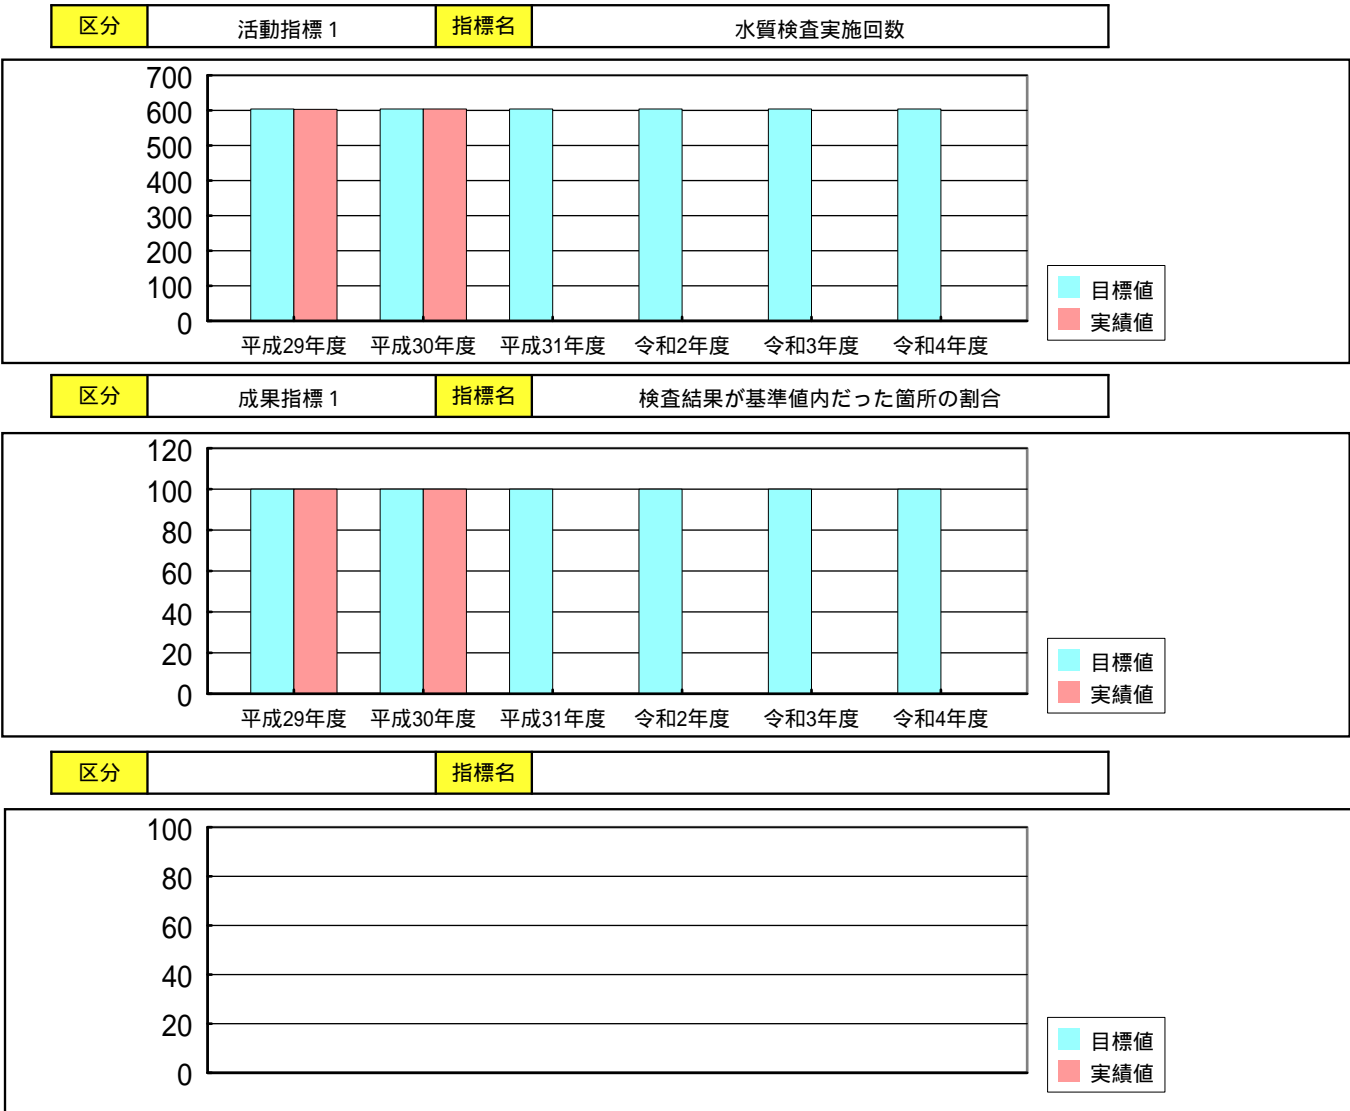 区分 活動指標1 指標名 水質検査実施回数
700
600
500
400
300
200
100
0
平成29年度 平成30年度 平成31年度 令和2年度 令和3年度 令和4年度
目標値
実績値
区分 成果指標1 指標名 検査結果が基準値内だった箇所の割合
120
100
80
60
40
20
0
平成29年度 平成30年度 平成31年度 令和2年度 令和3年度 令和4年度
目標値
実績値
区分 指標名
100
80
60
40
20
0
目標値
実績値